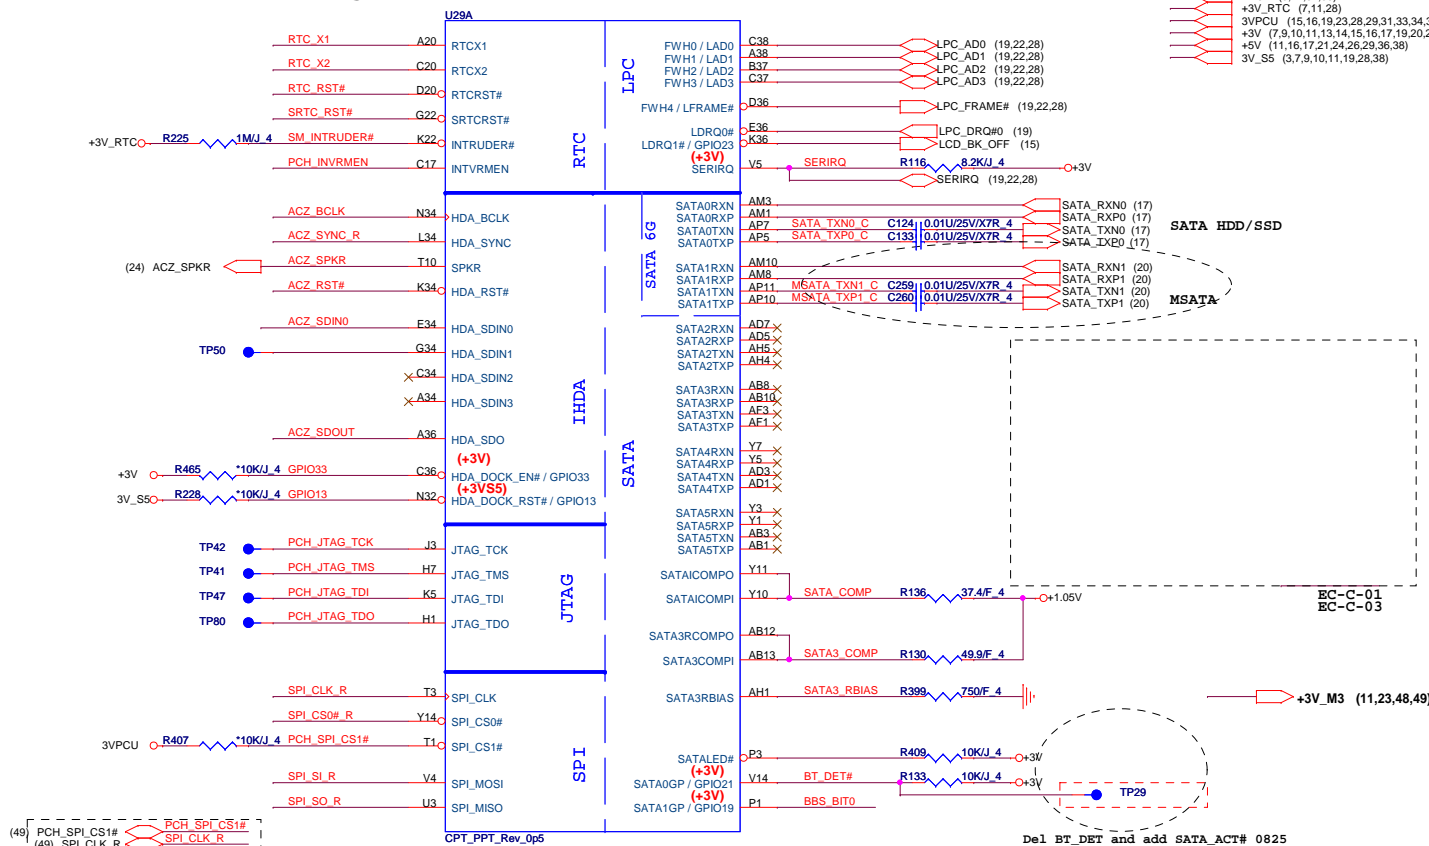 U29A
+3V_RTC (7,11,28)
3VPCU (15,16,19,23,28,29,31,33,34,3
+3V (7,9,10,11,13,14,15,16,17,19,20,2
+5V (11,16,17,21,24,26,29,36,38)
3V_S5 (3,7,9,10,11,19,28,38)
RTC_X1 A20 RTCX1
RTC_X2 C20 RTCX2
RTC_RST# D20 RTCRST#
SRTC_RST# G22 SRTCRST#
+3V_RTC R225 1M/J_4 SM_INTRUDER# K22 INTRUDER#
PCH_INVRMEN C17 INTVRMEN
RTC
LPC
FWH0 / LAD0 C38 LPC_AD0 (19,22,28)
FWH1 / LAD1 A38 LPC_AD1 (19,22,28)
FWH2 / LAD2 B37 LPC_AD2 (19,22,28)
FWH3 / LAD3 C37 LPC_AD3 (19,22,28)
FWH4 / LFRAME# D36 LPC_FRAME# (19,22,28)
LDRQ0# E36 LPC_DRQ#0 (19)
LDRQ1# / GPIO23 K36 LCD_BK_OFF (15)
(+3V)
SERIRQ V5 SERIRQ R116 8.2K/J_4 +3V
SERIRQ (19,22,28)
ACZ_BCLK N34 HDA_BCLK
ACZ_SYNC_R L34 HDA_SYNC
(24) ACZ_SPKR ACZ_SPKR T10 SPKR
ACZ_RST# K34 HDA_RST#
ACZ_SDIN0 E34 HDA_SDIN0
TP50 G34 HDA_SDIN1
C34 HDA_SDIN2
A34 HDA_SDIN3
ACZ_SDOUT A36 HDA_SDO
(+3V)
+3V R465 *10K/J_4 GPIO33 C36 HDA_DOCK_EN# / GPIO33
(+3VS5)
3V_S5 R228 *10K/J_4 GPIO13 N32 HDA_DOCK_RST# / GPIO13
IHDA
SATA
SATA 6G
SATA0RXN AM3 SATA_RXN0 (17)
SATA0RXP AM1 SATA_RXP0 (17)
SATA0TXN AP7 SATA_TXN0_C C124 0.01U/25V/X7R_4 SATA_TXN0 (17)
SATA0TXP AP5 SATA_TXP0_C C133 0.01U/25V/X7R_4 SATA_TXP0 (17)
SATA HDD/SSD
SATA1RXN AM10 SATA_RXN1 (20)
SATA1RXP AM8 SATA_RXP1 (20)
SATA1TXN AP11 MSATA_TXN1_C C259 0.01U/25V/X7R_4 SATA_TXN1 (20)
SATA1TXP AP10 MSATA_TXP1_C C260 0.01U/25V/X7R_4 SATA_TXP1 (20)
MSATA
SATA2RXN AD7
SATA2RXP AD5
SATA2TXN AH5
SATA2TXP AH4
SATA3RXN AB8
SATA3RXP AB10
SATA3TXN AF3
SATA3TXP AF1
SATA4RXN Y7
SATA4RXP Y5
SATA4TXN AD3
SATA4TXP AD1
SATA5RXN Y3
SATA5RXP Y1
SATA5TXN AB3
SATA5TXP AB1
SATAICOMPO Y11
SATAICOMPI Y10 SATA_COMP R136 37.4/F_4 +1.05V
EC-C-01
EC-C-03
SATA3RCOMPO AB12
SATA3COMPI AB13 SATA3_COMP R130 49.9/F_4
SATA3RBIAS AH1 SATA3_RBIAS R399 750/F_4
+3V_M3 (11,23,48,49)
TP42 PCH_JTAG_TCK J3 JTAG_TCK
TP41 PCH_JTAG_TMS H7 JTAG_TMS
TP47 PCH_JTAG_TDI K5 JTAG_TDI
TP80 PCH_JTAG_TDO H1 JTAG_TDO
JTAG
SPI_CLK_R T3 SPI_CLK
SPI_CS0#_R Y14 SPI_CS0#
3VPCU R407 *10K/J_4 PCH_SPI_CS1# T1 SPI_CS1#
SPI_SI_R V4 SPI_MOSI
SPI_SO_R U3 SPI_MISO
SPI
SATALED# P3 R409 10K/J_4 +3V
(+3V)
SATA0GP / GPIO21 V14 BT_DET# R133 10K/J_4 +3V
TP29
(+3V)
SATA1GP / GPIO19 P1 BBS_BIT0
CPT_PPT_Rev_0p5
Del BT_DET and add SATA_ACT# 0825
(49) PCH_SPI_CS1# PCH_SPI_CS1#
(49) SPI_CLK_R SPI_CLK_R